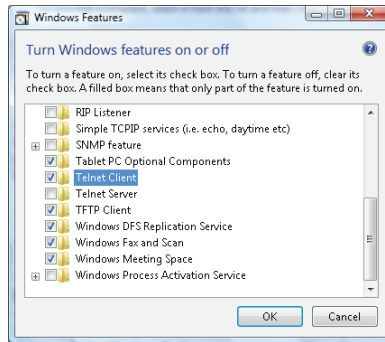 Windows Features
Turn Windows features on or off
To turn a feature on, select its check box. To turn a feature off, clear its
check box. A filled box means that only part of the feature is turned on.
RIP Listener
Simple TCPIP services (i.e. echo, daytime etc)
SNMP feature
Tablet PC Optional Components
Telnet Client
Telnet Server
TFTP Client
Windows DFS Replication Service
Windows Fax and Scan
Windows Meeting Space
Windows Process Activation Service
OK
Cancel